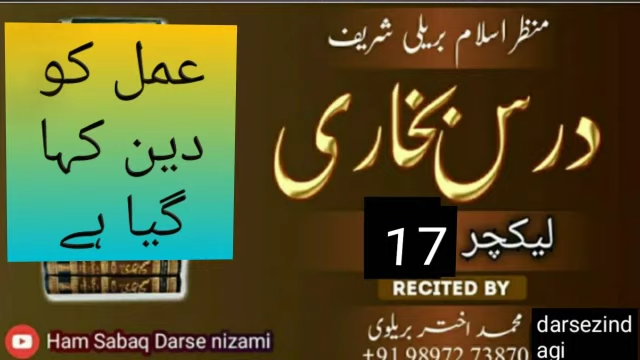 منظر اسلام بریلی شریف
عمل کو
دین کہا
گیا ہے
درس بخاری
لیکچر 17
RECITED BY
محمد اختر بریلوی
+91 98972 73870
darsezind
agi
Ham Sabaq Darse nizami